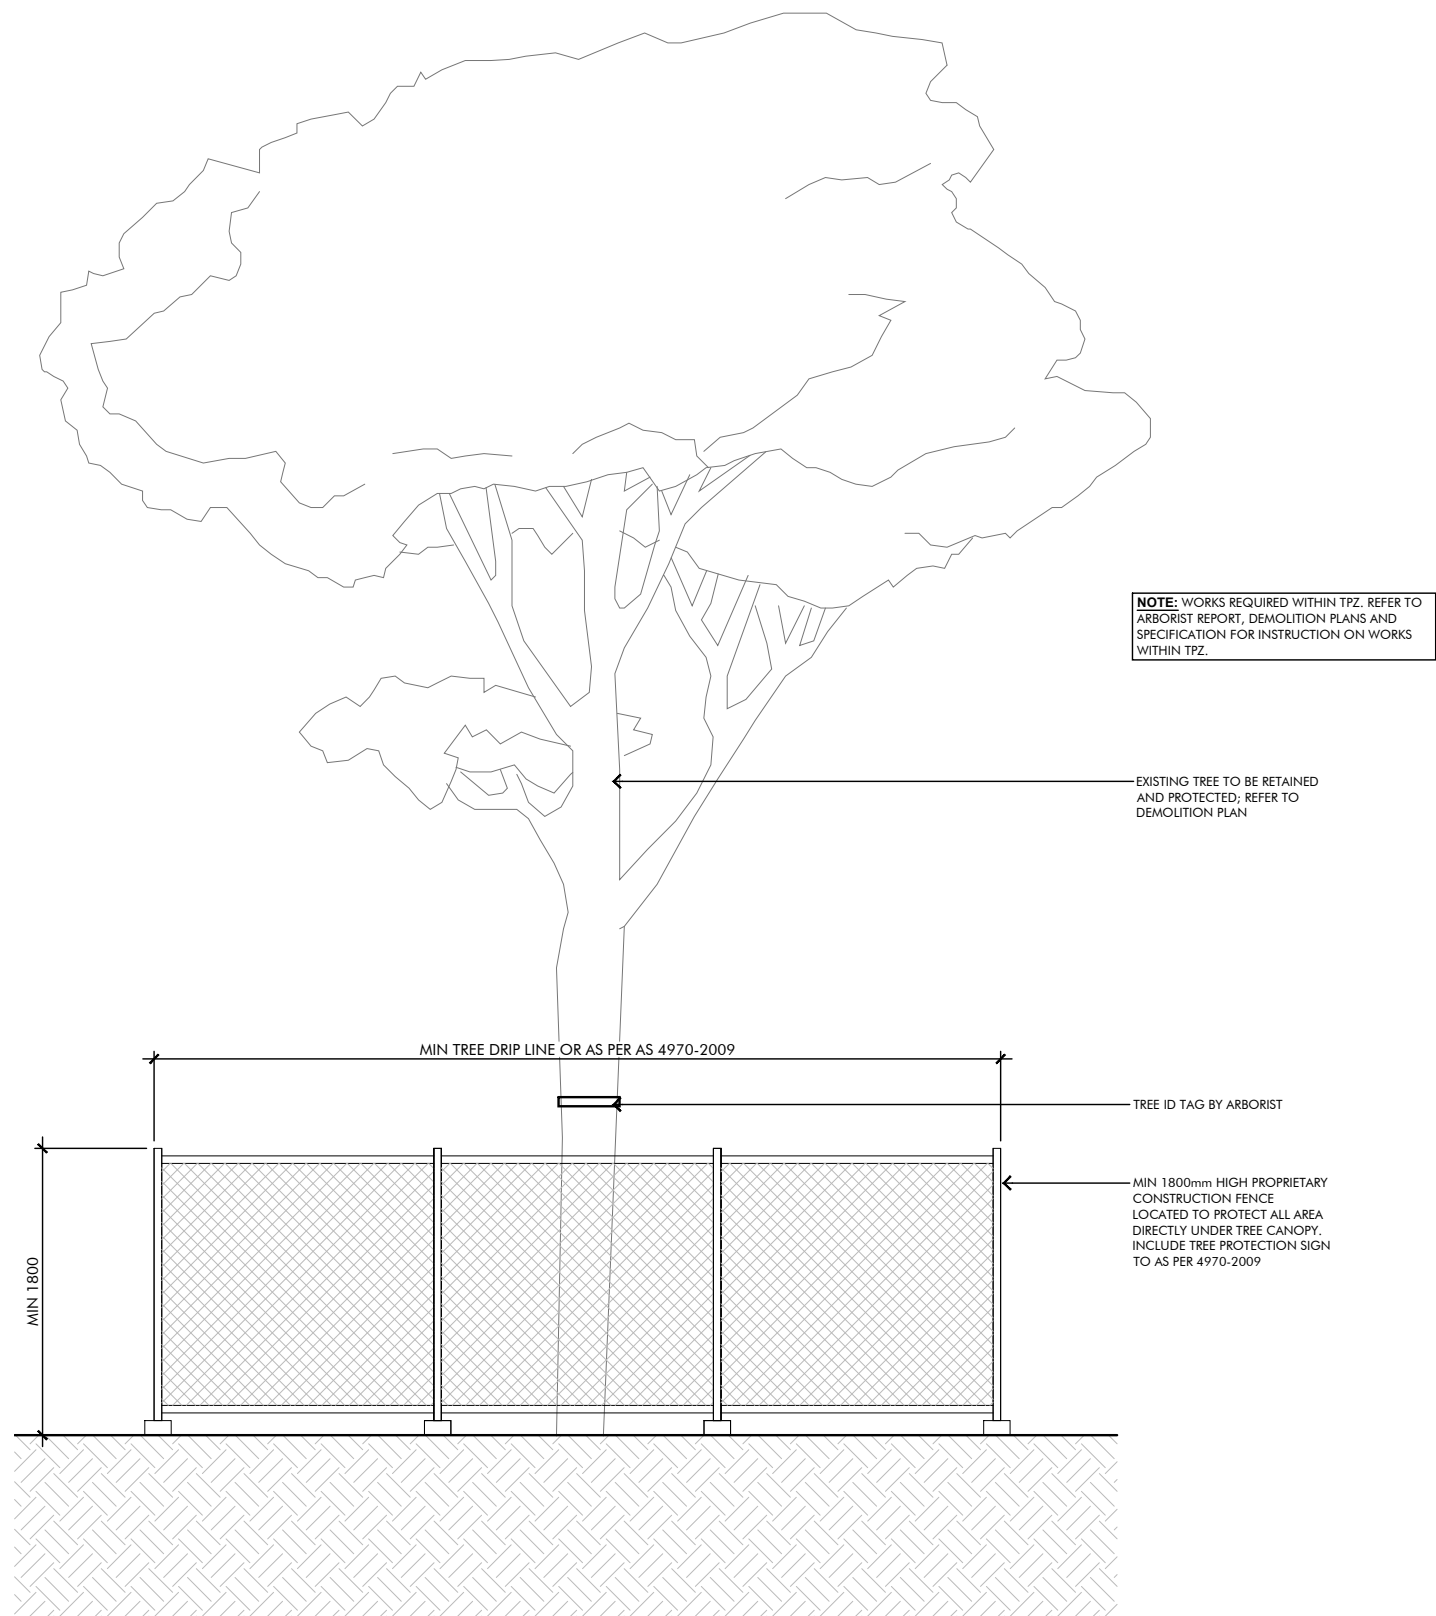 NOTE: WORKS REQUIRED WITHIN TPZ. REFER TO
ARBORIST REPORT, DEMOLITION PLANS AND
SPECIFICATION FOR INSTRUCTION ON WORKS
WITHIN TPZ.
EXISTING TREE TO BE RETAINED
AND PROTECTED; REFER TO
DEMOLITION PLAN
MIN TREE DRIP LINE OR AS PER AS 4970-2009
TREE ID TAG BY ARBORIST
MIN 1800mm HIGH PROPRIETARY
CONSTRUCTION FENCE
LOCATED TO PROTECT ALL AREA
DIRECTLY UNDER TREE CANOPY.
INCLUDE TREE PROTECTION SIGN
TO AS PER 4970-2009
MIN 1800